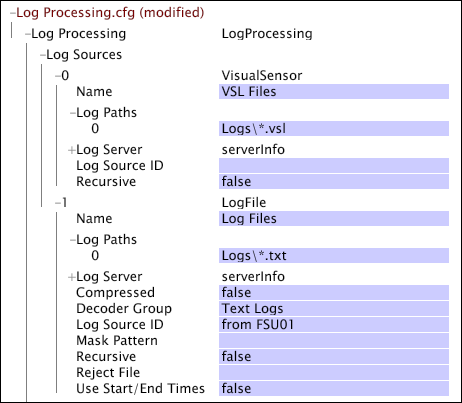 Log Processing.cfg (modified)
Log Processing LogProcessing
Log Sources
0 VisualSensor
Name VSL Files
Log Paths
0 Logs\*.vsl
Log Server serverInfo
Log Source ID
Recursive false
1 LogFile
Name Log Files
Log Paths
0 Logs\*.txt
Log Server serverInfo
Compressed false
Decoder Group Text Logs
Log Source ID from FSU01
Mask Pattern
Recursive false
Reject File
Use Start/End Times false